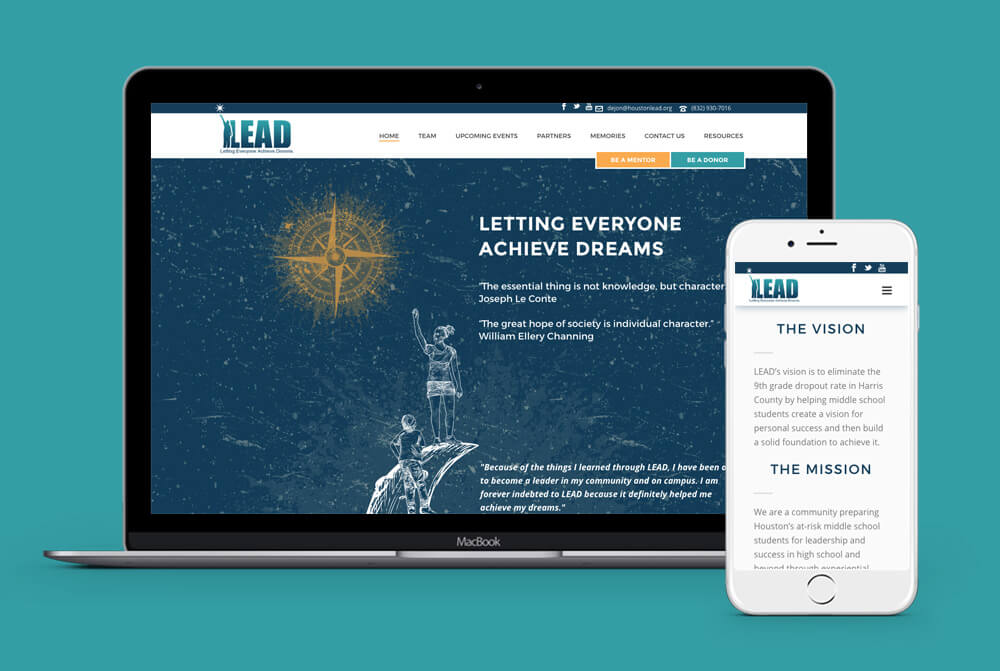 dejon@houstonlead.org (832) 930-7016
LEAD
Letting Everyone Achieve Dreams
HOME TEAM UPCOMING EVENTS PARTNERS MEMORIES CONTACT US RESOURCES
BE A MENTOR BE A DONOR
LETTING EVERYONE
ACHIEVE DREAMS
"The essential thing is not knowledge, but character.
Joseph Le Conte
"The great hope of society is individual character."
William Ellery Channing
"Because of the things I learned through LEAD, I have been
to become a leader in my community and on campus. I am
forever indebted to LEAD because it definitely helped me
achieve my dreams."
MacBook
LEAD
Letting Everyone Achieve Dreams
THE VISION
LEAD's vision is to eliminate the
9th grade dropout rate in Harris
County by helping middle school
students create a vision for
personal success and then build
a solid foundation to achieve it.
THE MISSION
We are a community preparing
Houston's at-risk middle school
students for leadership and
success in high school and
beyond through experiential